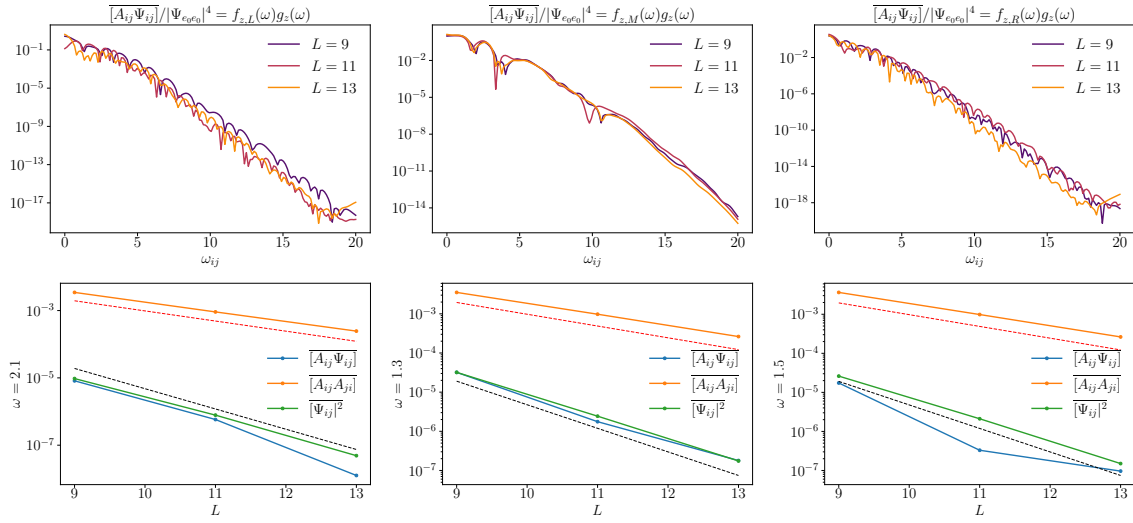 $\overline{[A_{ij}\Psi_{ij}]}/|\Psi_{e_0e_0}|^4 = f_{z,L}(\omega)g_z(\omega)$
$\overline{[A_{ij}\Psi_{ij}]}/|\Psi_{e_0e_0}|^4 = f_{z,M}(\omega)g_z(\omega)$
$\overline{[A_{ij}\Psi_{ij}]}/|\Psi_{e_0e_0}|^4 = f_{z,R}(\omega)g_z(\omega)$
10^{-1}
10^{-5}
10^{-9}
10^{-13}
10^{-17}
L = 9
L = 11
L = 13
0 5 10 15 20
ω_{ij}
10^{-2}
10^{-5}
10^{-8}
10^{-11}
10^{-14}
L = 9
L = 11
L = 13
0 5 10 15 20
ω_{ij}
10^{2}
10^{-2}
10^{-6}
10^{-10}
10^{-14}
10^{-18}
L = 9
L = 11
L = 13
0 5 10 15 20
ω_{ij}
ω = 2.1
10^{-3}
10^{-5}
10^{-7}
$\overline{[A_{ij}\Psi_{ij}]}$
$\overline{[A_{ij}A_{ji}]}$
$\overline{[\Psi_{ij}|^2}$
9 10 11 12 13
L
ω = 1.3
10^{-2}
10^{-3}
10^{-4}
10^{-5}
10^{-6}
10^{-7}
$\overline{[A_{ij}\Psi_{ij}]}$
$\overline{[A_{ij}A_{ji}]}$
$\overline{[\Psi_{ij}|^2}$
9 10 11 12 13
L
ω = 1.5
10^{-2}
10^{-3}
10^{-4}
10^{-5}
10^{-6}
10^{-7}
$\overline{[A_{ij}\Psi_{ij}]}$
$\overline{[A_{ij}A_{ji}]}$
$\overline{[\Psi_{ij}|^2}$
9 10 11 12 13
L